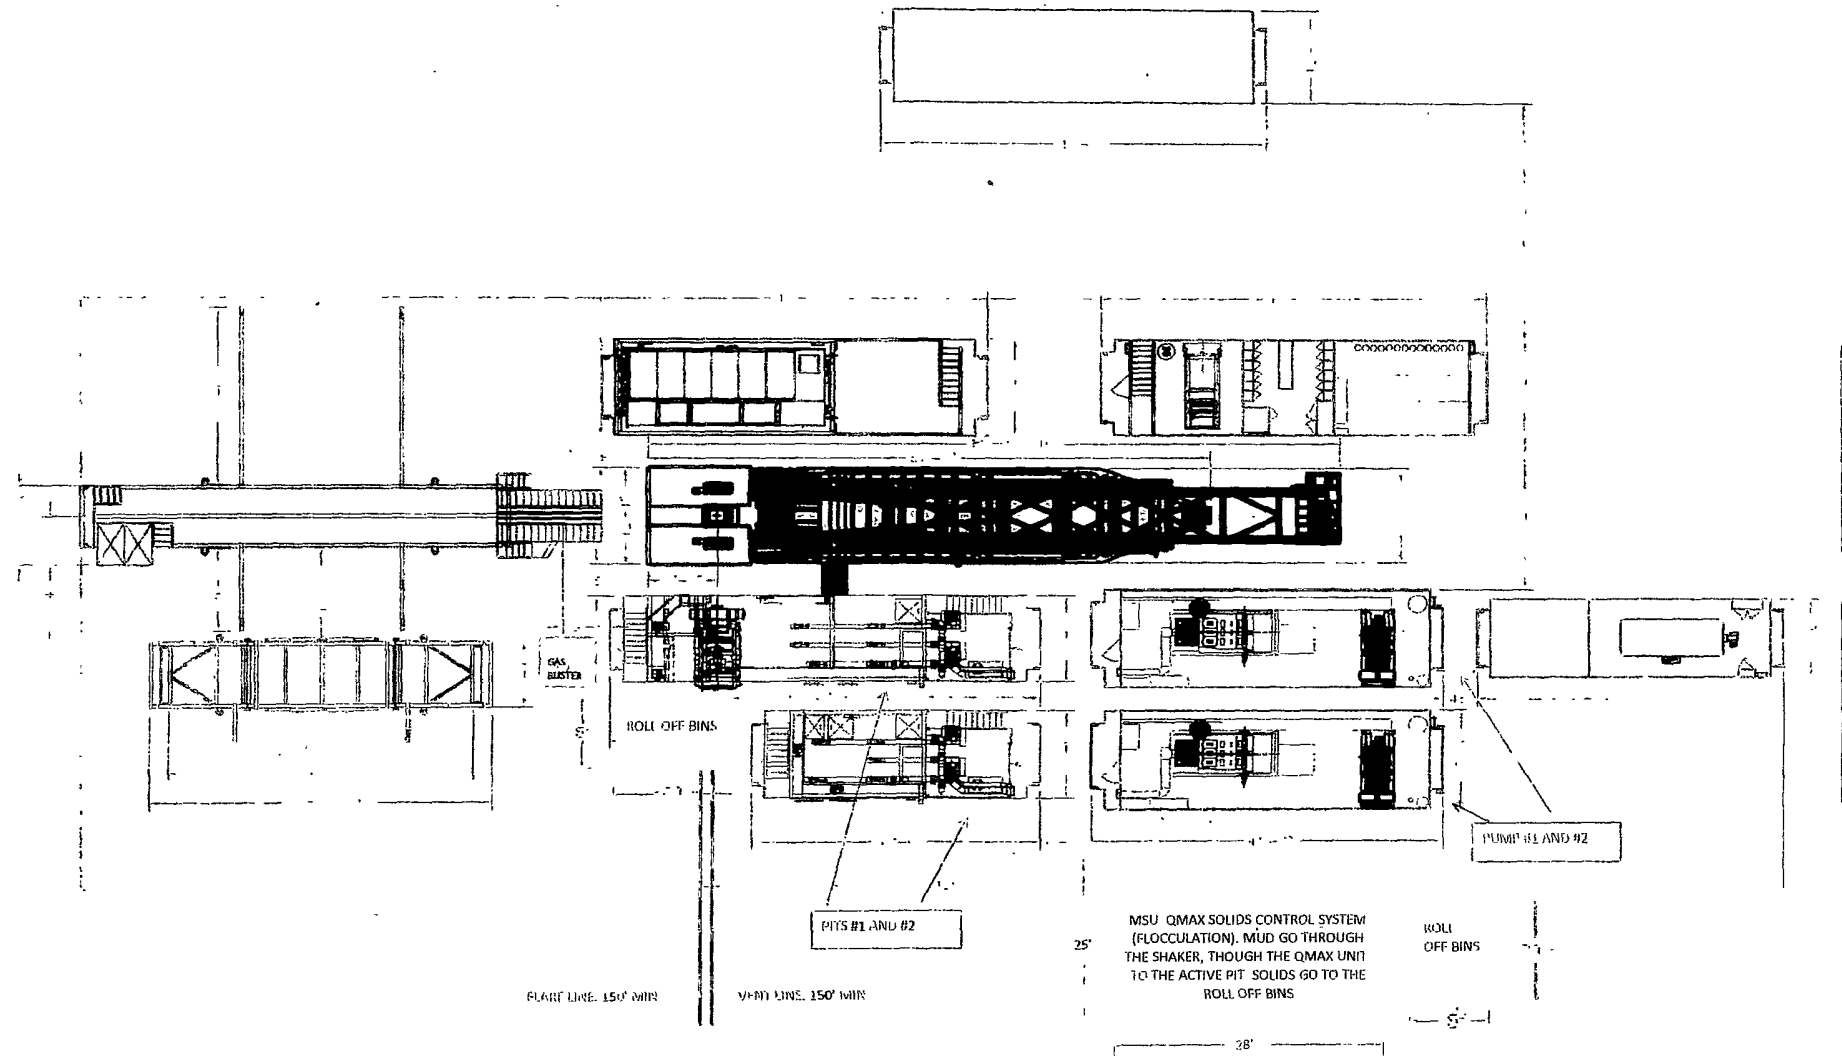 GAS
BUSTER
ROLL OFF BINS
PUMP #1 AND #2
PITS #1 AND #2
MSU QMAX SOLIDS CONTROL SYSTEM
(FLOCCULATION). MUD GO THROUGH
THE SHAKER, THOUGH THE QMAX UNIT
TO THE ACTIVE PIT SOLIDS GO TO THE
ROLL OFF BINS
ROLL
OFF BINS
25'
FLARE LINE. 150' MIN
VENT LINE. 150' MIN
28'